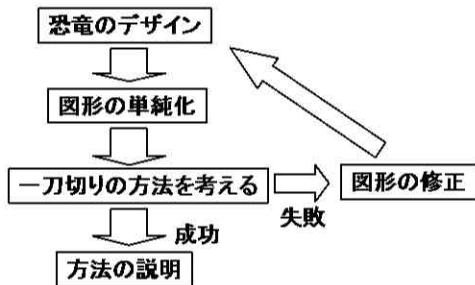 恐竜のデザイン
図形の単純化
一刀切りの方法を考える
図形の修正
失敗
成功
方法の説明